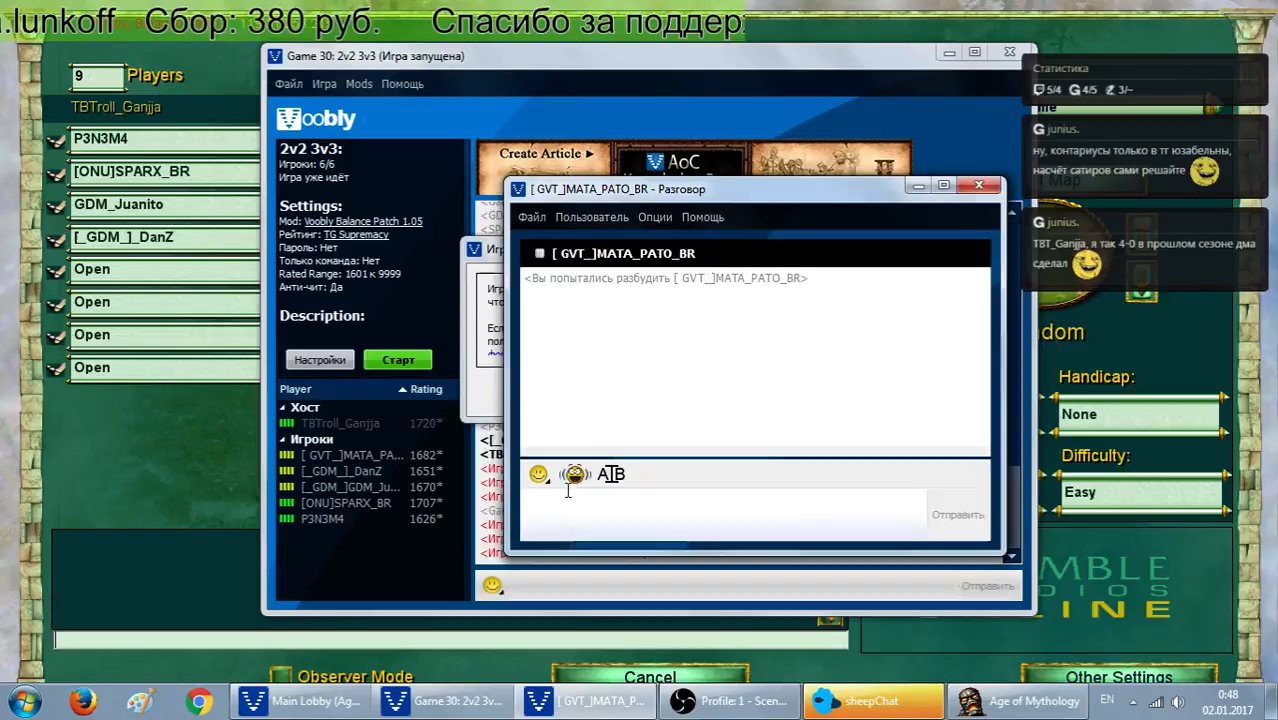 a.lunkoff Сбор: 380 руб. Спасибо за поддер
9 Players
TBTroll_Ganjja
P3N3M4
[ONU]SPARX_BR
GDM_Juanito
[_GDM_]_DanZ
Open
Open
Open
Open
Game 30: 2v2 3v3 (Игра запущена)
Файл Игра Mods Помощь
Voobly
2v2 3v3:
Игроки: 6/6
Игра уже идёт
Settings:
Mod: Voobly Balance Patch 1.05
Рейтинг: TG Supremacy
Пароль: Нет
Только команда: Нет
Rated Range: 1601 к 9999
Анти-чит: Да
Description:
Настройки Старт
Player Rating
Хост
TBTroll_Ganjja 1720*
Игроки
[ GVT_]MATA_PA... 1682*
[_GDM_]_DanZ 1651*
[_GDM_]GDM_Ju... 1687*
[ONU]SPARX_BR 1707*
P3N3M4 1626*
Create Article
AoC
[ GVT_]MATA_PATO_BR - Разговор
Файл Пользователь Опции Помощь
[ GVT_]MATA_PATO_BR
<Вы попытались разбудить [ GVT_]MATA_PATO_BR>
Отправить
Отправить
Статистика
5/4 4/5 3/~
junius.
ну, контариусы только в тт юзабельны,
насчёт сатиров сами решайте
junius.
TBT_Ganjja, я так 4-0 в прошлом сезоне дма
сделал
Handicap:
None
Difficulty:
Easy
Observer Mode
Cancel
Other Settings
Main Lobby (Ag...
Game 30: 2v2 3v...
[ GVT_]MATA_P...
Profile: 1 - Scen...
sheepChat
Age of Mythology
EN
0:48
02.01.2017